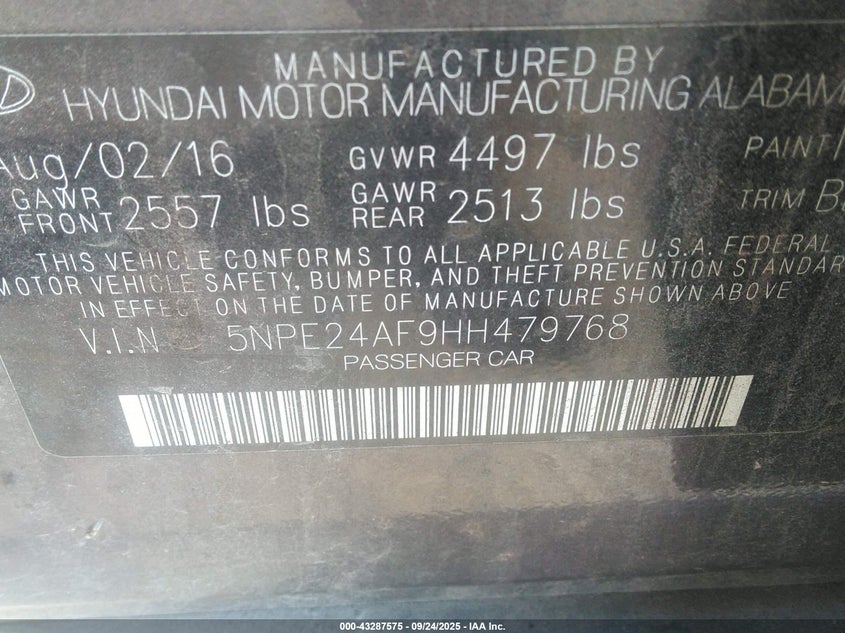 MANUFACTURED BY
HYUNDAI MOTOR MANUFACTURING ALABAM
Aug/02/16 GVWR 4497 lbs PAINT
GAWR FRONT 2557 lbs GAWR REAR 2513 lbs TRIM
THIS VEHICLE CONFORMS TO ALL APPLICABLE U.S.A. FEDERAL
MOTOR VEHICLE SAFETY, BUMPER, AND THEFT PREVENTION STANDAR
IN EFFECT ON THE DATE OF MANUFACTURE SHOWN ABOVE
V.I.N 5NPE24AF9HH479768
PASSENGER CAR
000-43287575 - 09/24/2025 - IAA Inc.